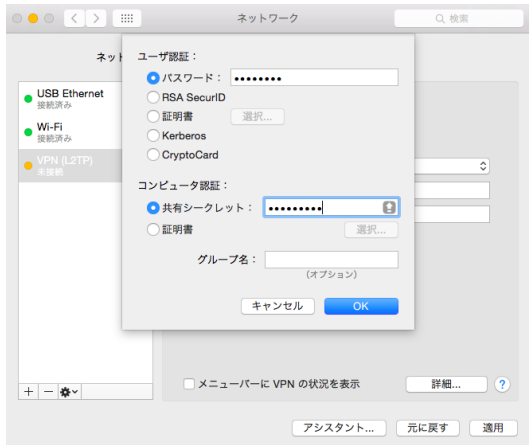 ネットワーク
検索
ネット
ユーザ認証：
パスワード： ••••••••
RSA SecurID
証明書 選択...
Kerberos
CryptoCard
コンピュータ認証：
共有シークレット： •••••••••
証明書 選択...
グループ名：
(オプション)
キャンセル OK
USB Ethernet
接続済み
Wi-Fi
接続済み
VPN (L2TP)
未接続
メニューバーに VPN の状況を表示 詳細... ?
アシスタント... 元に戻す 適用